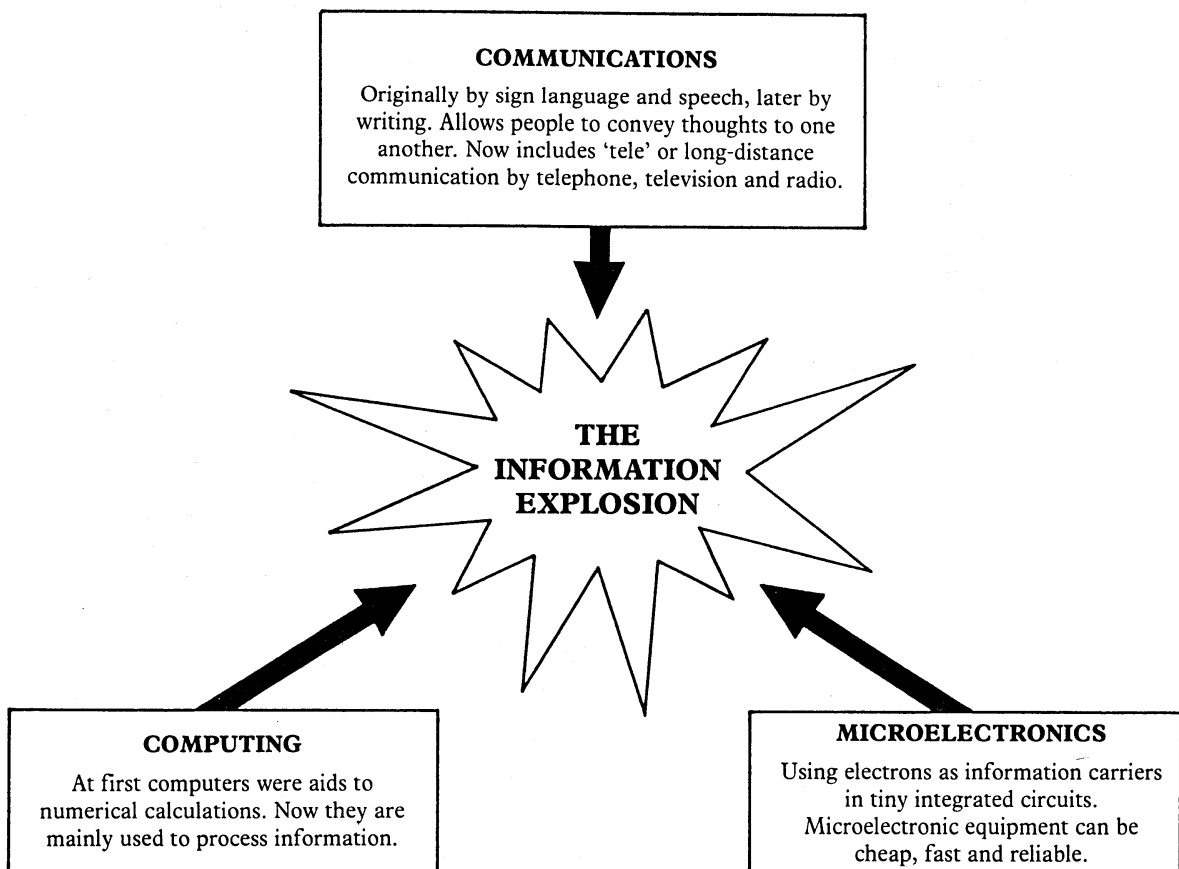 COMMUNICATIONS
Originally by sign language and speech, later by
writing. Allows people to convey thoughts to one
another. Now includes ‘tele’ or long-distance
communication by telephone, television and radio.
THE
INFORMATION
EXPLOSION
COMPUTING
At first computers were aids to
numerical calculations. Now they are
mainly used to process information.
MICROELECTRONICS
Using electrons as information carriers
in tiny integrated circuits.
Microelectronic equipment can be
cheap, fast and reliable.